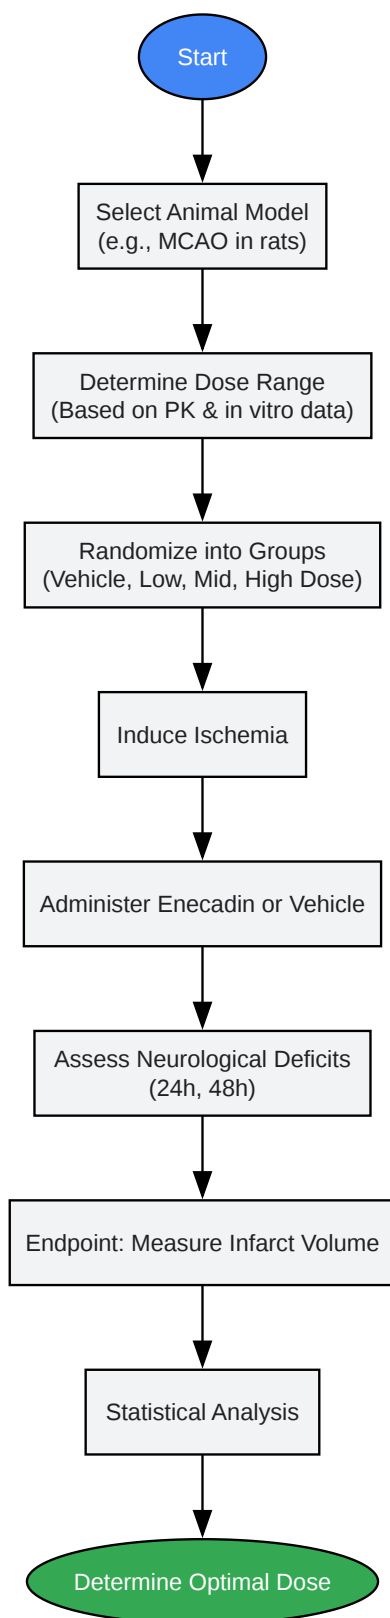 Start
Select Animal Model
(e.g., MCAO in rats)
Determine Dose Range
(Based on PK & in vitro data)
Randomize into Groups
(Vehicle, Low, Mid, High Dose)
Induce Ischemia
Administer Enecadin or Vehicle
Assess Neurological Deficits
(24h, 48h)
Endpoint: Measure Infarct Volume
Statistical Analysis
Determine Optimal Dose